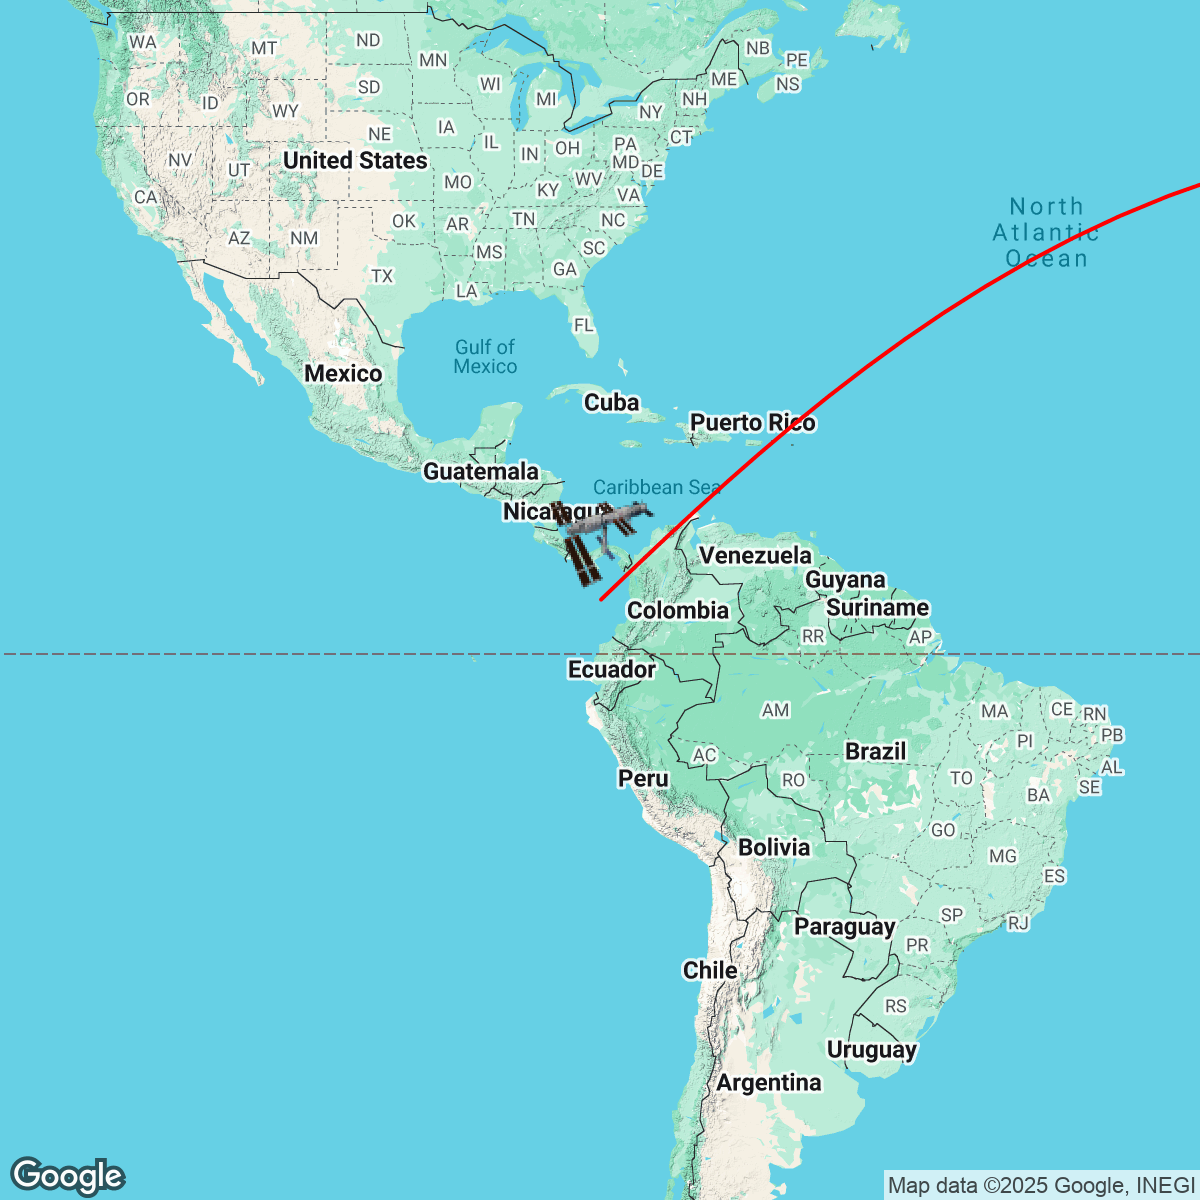 WA
MT
ND
MN
NB
PE
OR
ID
SD
WI
MI
ME
NS
WY
NY
NH
NE
IA
IL
IN
OH
PA
CT
NV
UT
United States
MD
DE
CA
MO
KY
WV
VA
AZ
NM
OK
AR
TN
NC
MS
SC
TX
GA
LA
FL
North
Atlantic
Ocean
Gulf of
Mexico
Mexico
Cuba
Puerto Rico
Guatemala
Caribbean Sea
Nicaragu
Venezuela
Guyana
Colombia
Suriname
RR
AP
Ecuador
AM
MA
CE
RN
PI
PB
AC
Brazil
AL
Peru
RO
TO
BA
SE
GO
Bolivia
MG
ES
SP
RJ
Paraguay
PR
Chile
RS
Uruguay
Argentina
Google
Map data ©2025 Google, INEGI